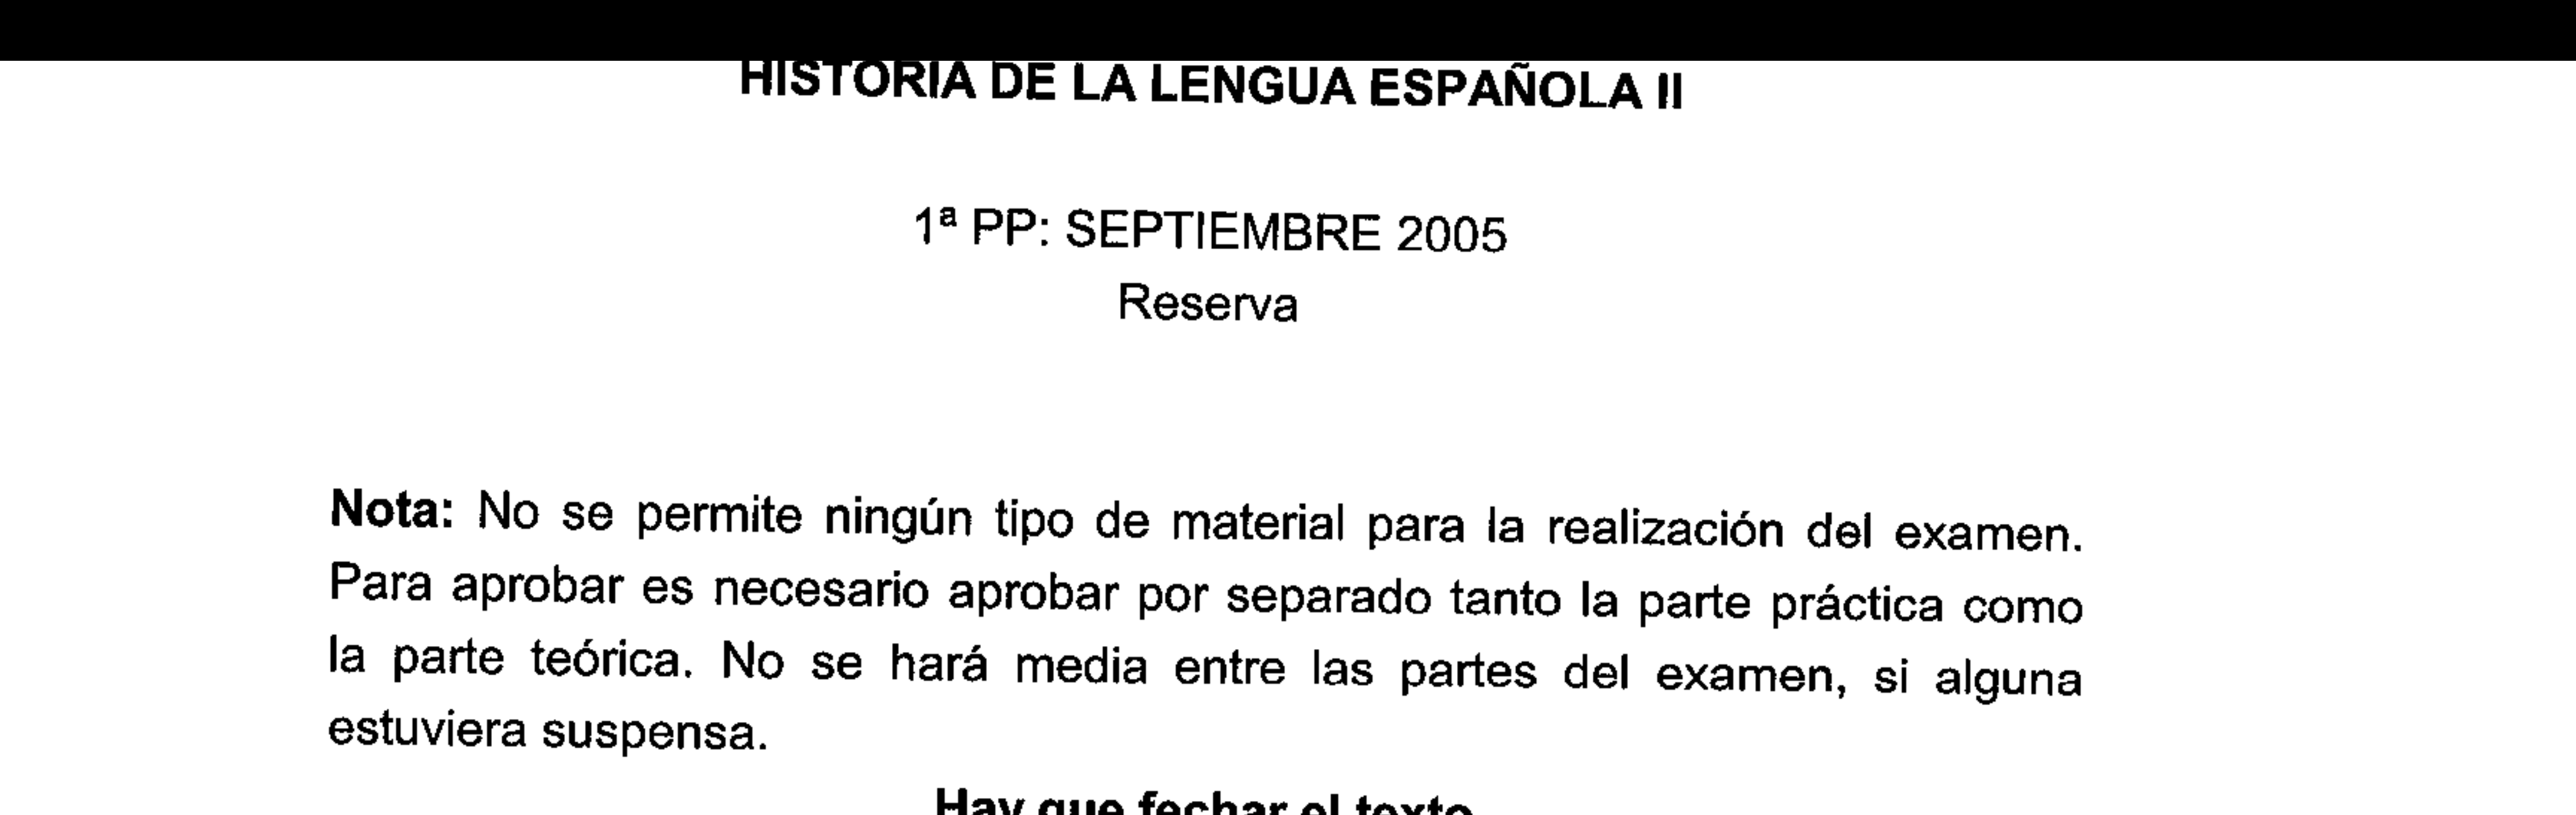 HISTORIA DE LA LENGUA ESPAÑOLA II
1ª PP: SEPTIEMBRE 2005
Reserva
Nota: No se permite ningún tipo de material para la realización del examen.
Para aprobar es necesario aprobar por separado tanto la parte práctica como
la parte teórica. No se hará media entre las partes del examen, si alguna
estuviera suspensa.
Hay que fechar el texto